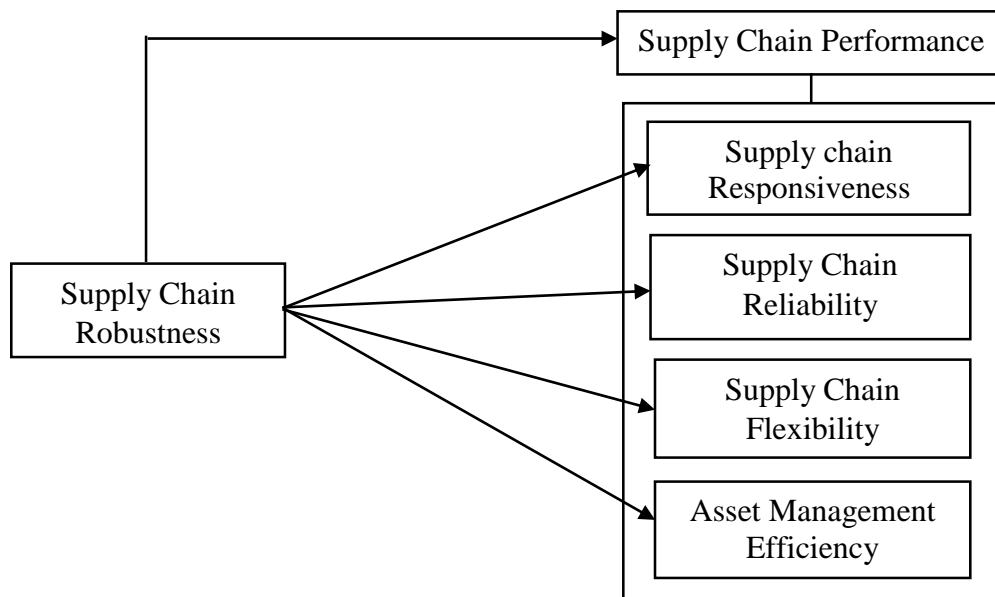 Supply Chain Performance
Supply chain
Responsiveness
Supply Chain
Reliability
Supply Chain
Robustness
Supply Chain
Flexibility
Asset Management
Efficiency